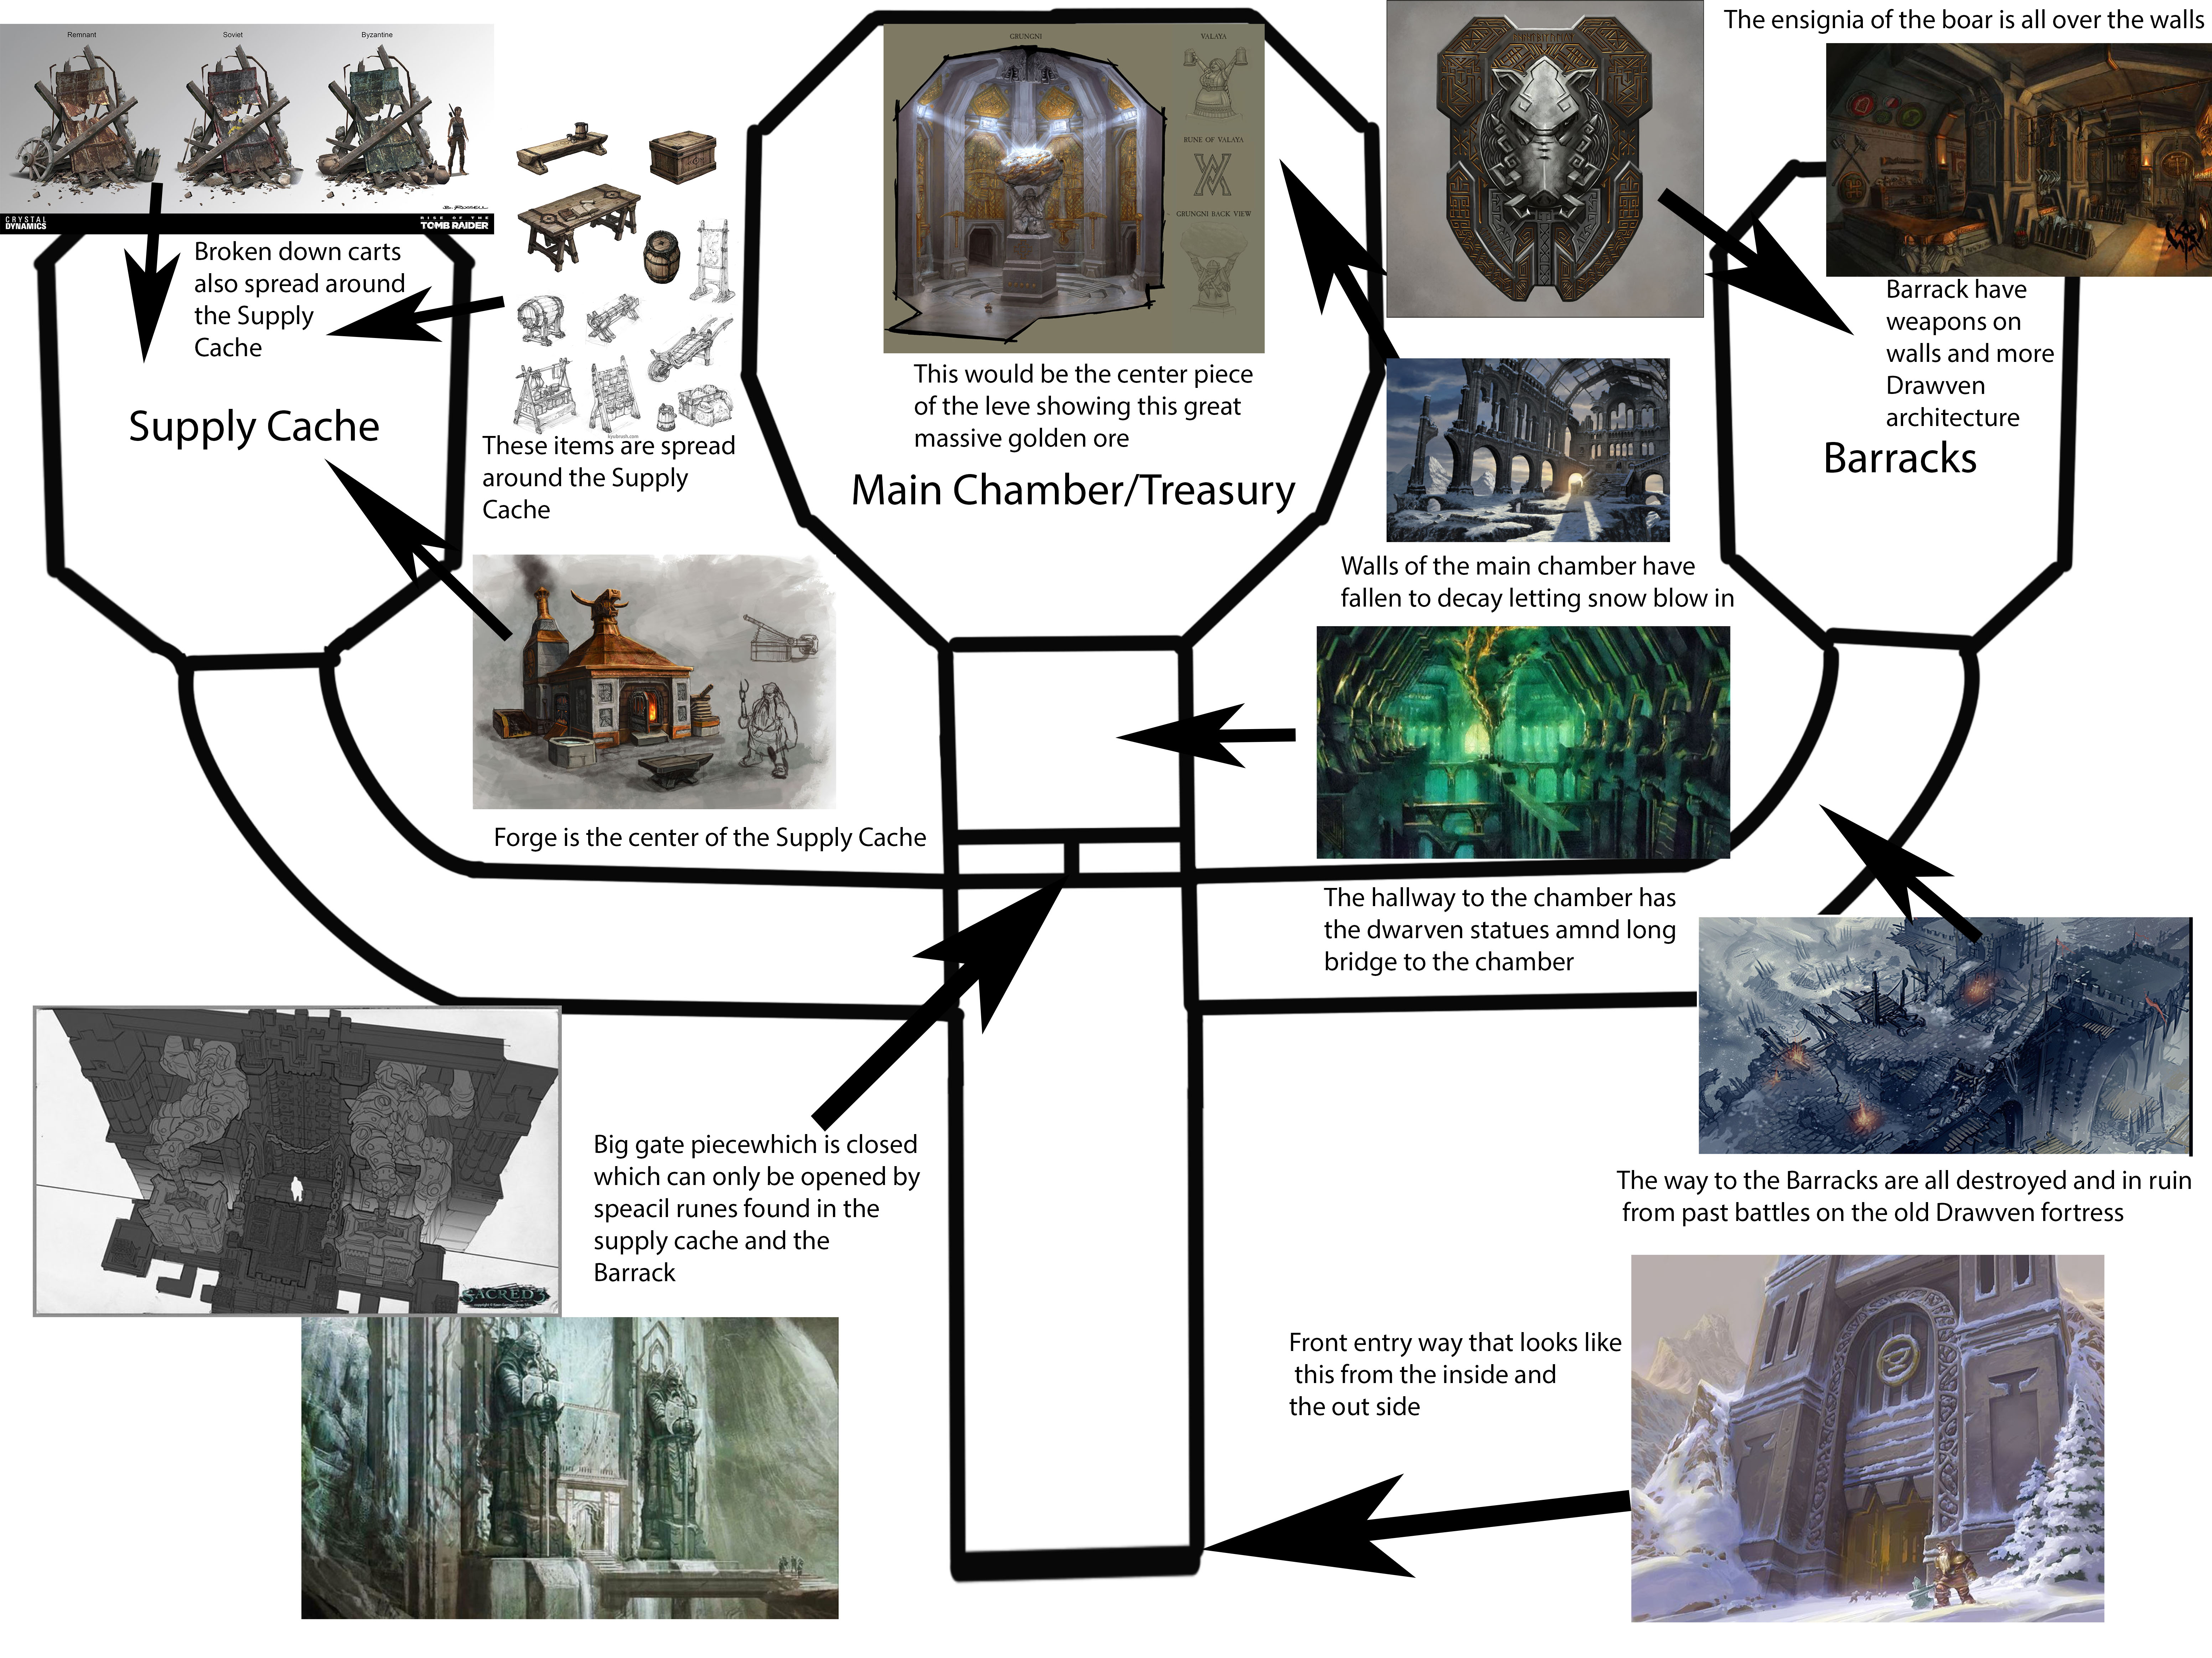 Remnant
Soviet
Byzantine
CRYSTAL
DYNAMICS
RISE OF THE
TOMB RAIDER
Broken down carts
also spread around
the Supply
Cache
Supply Cache
These items are spread
around the Supply
Cache
Forge is the center of the Supply Cache
GRUNGNI
VALAYA
RUNE OF VALAYA
GRUNGNI BACK VIEW
This would be the center piece
of the leve showing this great
massive golden ore
Main Chamber/Treasury
The ensignia of the boar is all over the walls
Barrack have
weapons on
walls and more
Drawven
architecture
Barracks
Walls of the main chamber have
fallen to decay letting snow blow in
The hallway to the chamber has
the dwarven statues amnd long
bridge to the chamber
The way to the Barracks are all destroyed and in ruin
from past battles on the old Drawven fortress
SACRED 3
Big gate piecewhich is closed
which can only be opened by
speacil runes found in the
supply cache and the
Barrack
Front entry way that looks like
this from the inside and
the out side